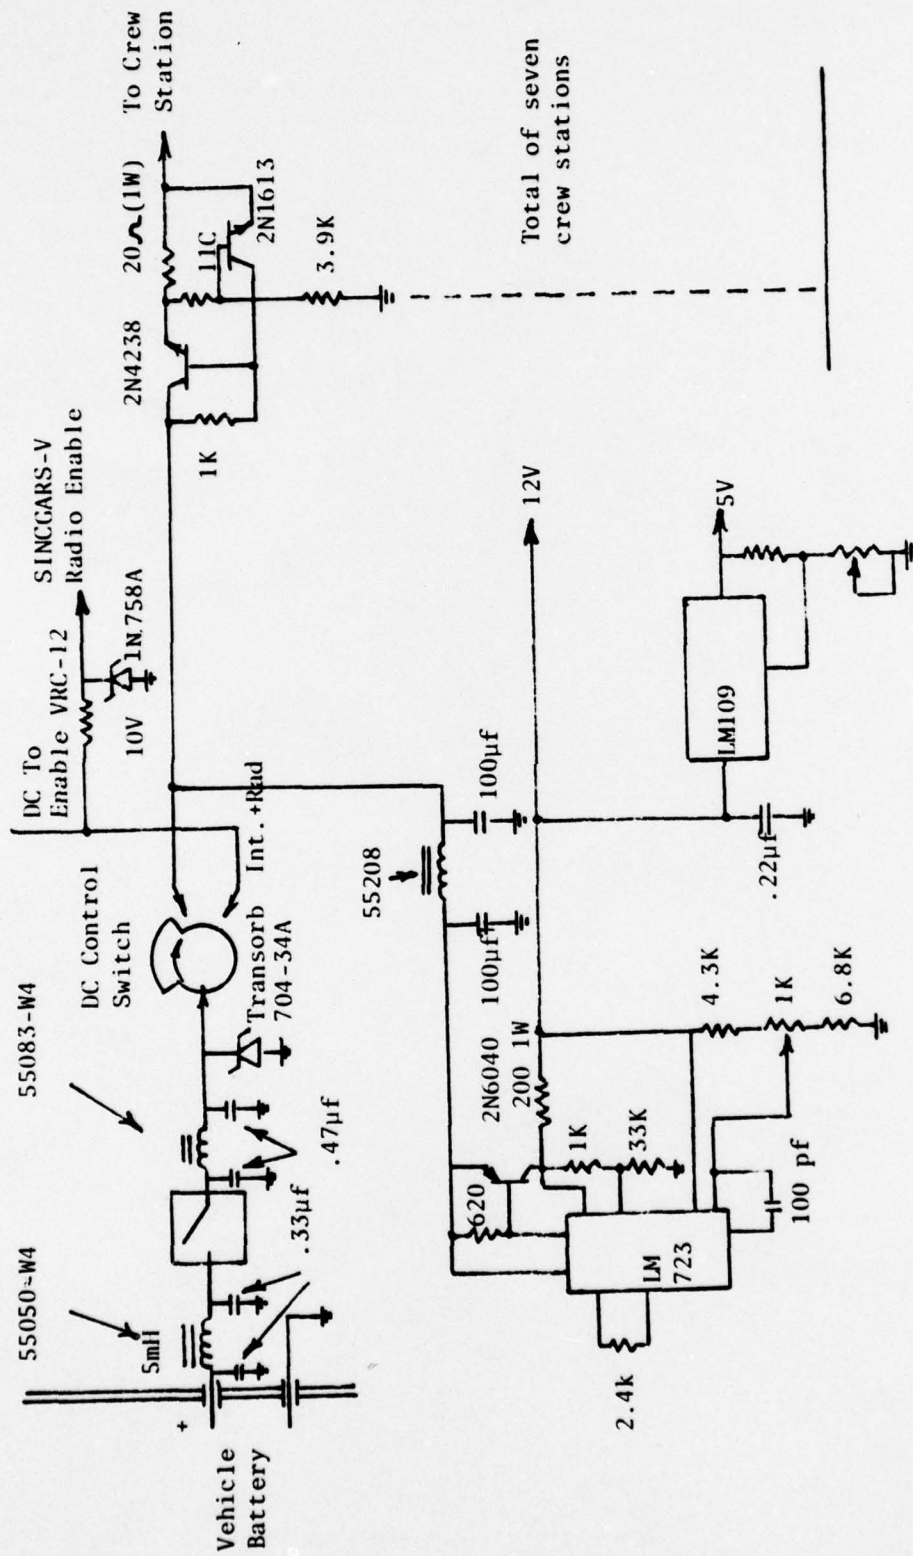 To Crew
Station
20 (1W)
11C
2N1613
3.9K
2N4238
1K
Total of seven
crew stations
SINCGARS-V
Radio Enable
DC To
Enable VRC-12
10V
1N758A
DC Control
Switch
Int.+Rad
55083-W4
Transorb
704-34A
.47µf
55050-W4
5mH
.33µf
+
Vehicle
Battery
55208
100µf
100µf
12V
5V
LM109
.22µf
2N6040
200 1W
620
1K
33K
4.3K
1K
6.8K
LM
723
100 pf
2.4k